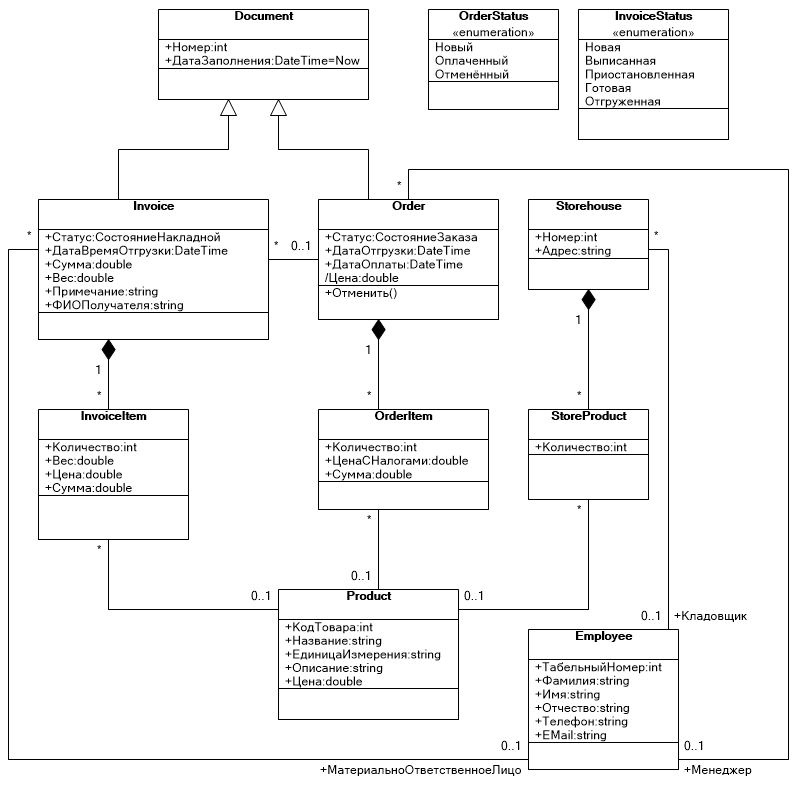 Document
+Номер:int
+ДатаЗаполнения:DateTime=Now
OrderStatus
«enumeration»
Новый
Оплаченный
Отменённый
InvoiceStatus
«enumeration»
Новая
Выписанная
Приостановленная
Готовая
Отгруженная
*
Invoice
+Статус:СостояниеНакладной
+ДатаВремяОтгрузки:DateTime
+Сумма:double
+Вес:double
+Примечание:string
+ФИОПолучателя:string
*
*
0..1
Order
+Статус:СостояниеЗаказа
+ДатаОтгрузки:DateTime
+ДатаОплаты:DateTime
/Цена:double
+Отменить()
Storehouse
+Номер:int
+Адрес:string
*
1
*
1
*
1
*
InvoiceItem
+Количество:int
+Вес:double
+Цена:double
+Сумма:double
OrderItem
+Количество:int
+ЦенаСНалогами:double
+Сумма:double
StoreProduct
+Количество:int
*
*
*
0..1
0..1
0..1
Product
+КодТовара:int
+Название:string
+ЕдиницаИзмерения:string
+Описание:string
+Цена:double
0..1
+Кладовщик
Employee
+ТабельныйНомер:int
+Фамилия:string
+Имя:string
+Отчество:string
+Телефон:string
+EMail:string
0..1
0..1
+МатериальноОтветственноеЛицо
+Менеджер